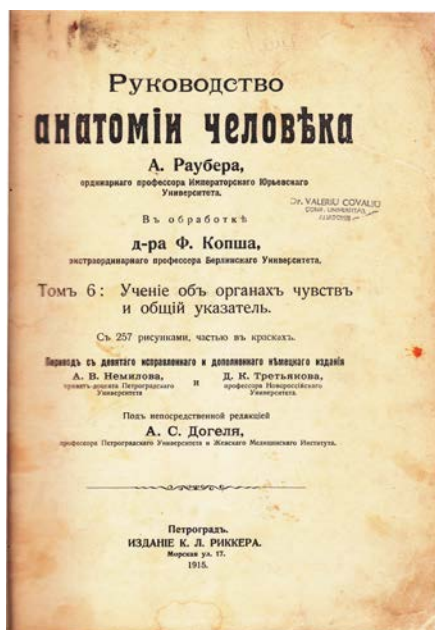 Руководство
анатоміи человѣка
А. Раубера,
ординарнаго профессора Императорскаго Юрьевскаго
Университета.
Dr. VALERIU COVALIU
CONF. UNIVERSITAR
Въ обработкѣ
д-ра Ф. Копша,
экстраординарнаго профессора Берлинскаго Университета.
Томъ 6: Ученіе объ органахъ чувствъ
и общій указатель.
Съ 257 рисунками, частью въ краскахъ.
Переводъ съ девятаго исправленнаго и дополненнаго нѣмецкаго изданія
А. В. Немилова,
приватъ-доцента Петроградскаго
Университета
и
Д. К. Третьякова,
профессора Новороссійскаго
Университета.
Подъ непосредственной редакціей
А. С. Догеля,
профессора Петроградскаго Университета и Женскаго Медицинскаго Института.
Петроградъ.
ИЗДАНІЕ К. Л. РИККЕРА.
Морская ул. 17.
1915.